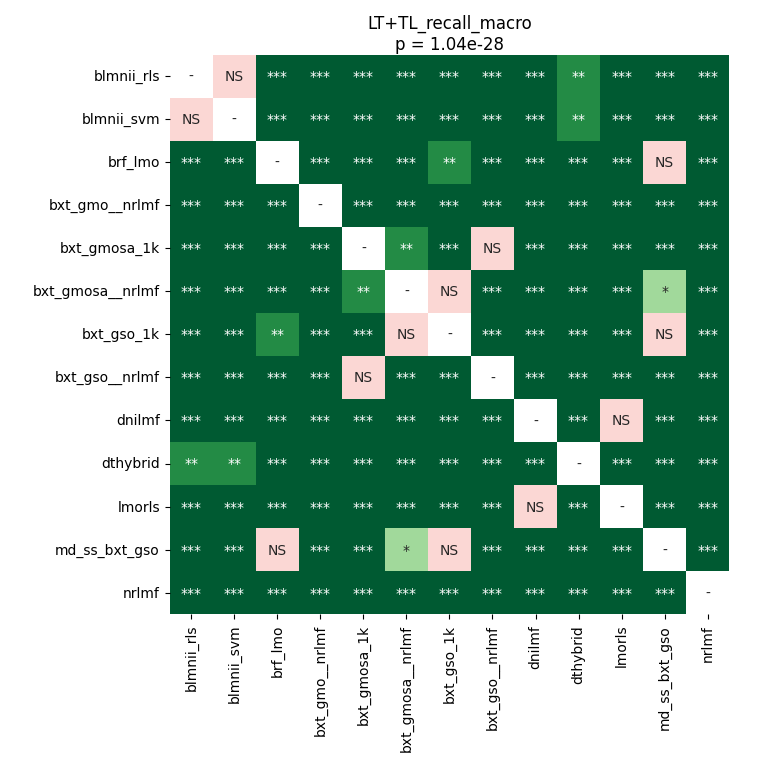 LT+TL_recall_macro
p = 1.04e-28
blmnii_rls - NS *** *** *** *** *** *** *** ** *** *** ***
blmnii_svm NS - *** *** *** *** *** *** *** ** *** *** ***
brf_lmo *** *** - *** *** *** ** *** *** *** *** NS ***
bxt_gmo__nrlmf *** *** *** - *** *** *** *** *** *** *** *** ***
bxt_gmosa_1k *** *** *** *** - ** *** NS *** *** *** *** ***
bxt_gmosa__nrlmf *** *** *** *** ** - NS *** *** *** *** * ***
bxt_gso_1k *** *** ** *** *** NS - *** *** *** *** NS ***
bxt_gso__nrlmf *** *** *** *** NS *** *** - *** *** *** *** ***
dnilmf *** *** *** *** *** *** *** *** - *** NS *** ***
dthybrid ** ** *** *** *** *** *** *** *** - *** *** ***
lmorls *** *** *** *** *** *** *** *** NS *** - *** ***
md_ss_bxt_gso *** *** NS *** *** * NS *** *** *** *** - ***
nrlmf *** *** *** *** *** *** *** *** *** *** *** *** -
blmnii_rls
blmnii_svm
brf_lmo
bxt_gmo__nrlmf
bxt_gmosa_1k
bxt_gmosa__nrlmf
bxt_gso_1k
bxt_gso__nrlmf
dnilmf
dthybrid
lmorls
md_ss_bxt_gso
nrlmf